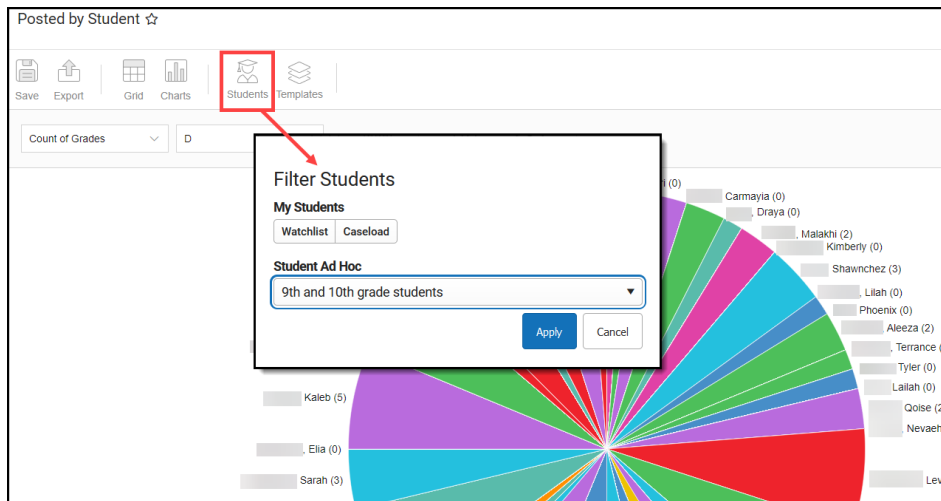 Posted by Student
Save Export Grid Charts Students Templates
Count of Grades D
Filter Students
My Students
Watchlist Caseload
Student Ad Hoc
9th and 10th grade students
Apply Cancel
(0)
Carmayia (0)
, Draya (0)
, Malakhi (2)
Kimberly (0)
Shawnchez (3)
, Lilah (0)
Phoenix (0)
Aleeza (2)
, Terrance (
Tyler (0)
Lailah (0)
Qoise (2
, Nevaeh
Lev
Kaleb (5)
, Elia (0)
Sarah (3)